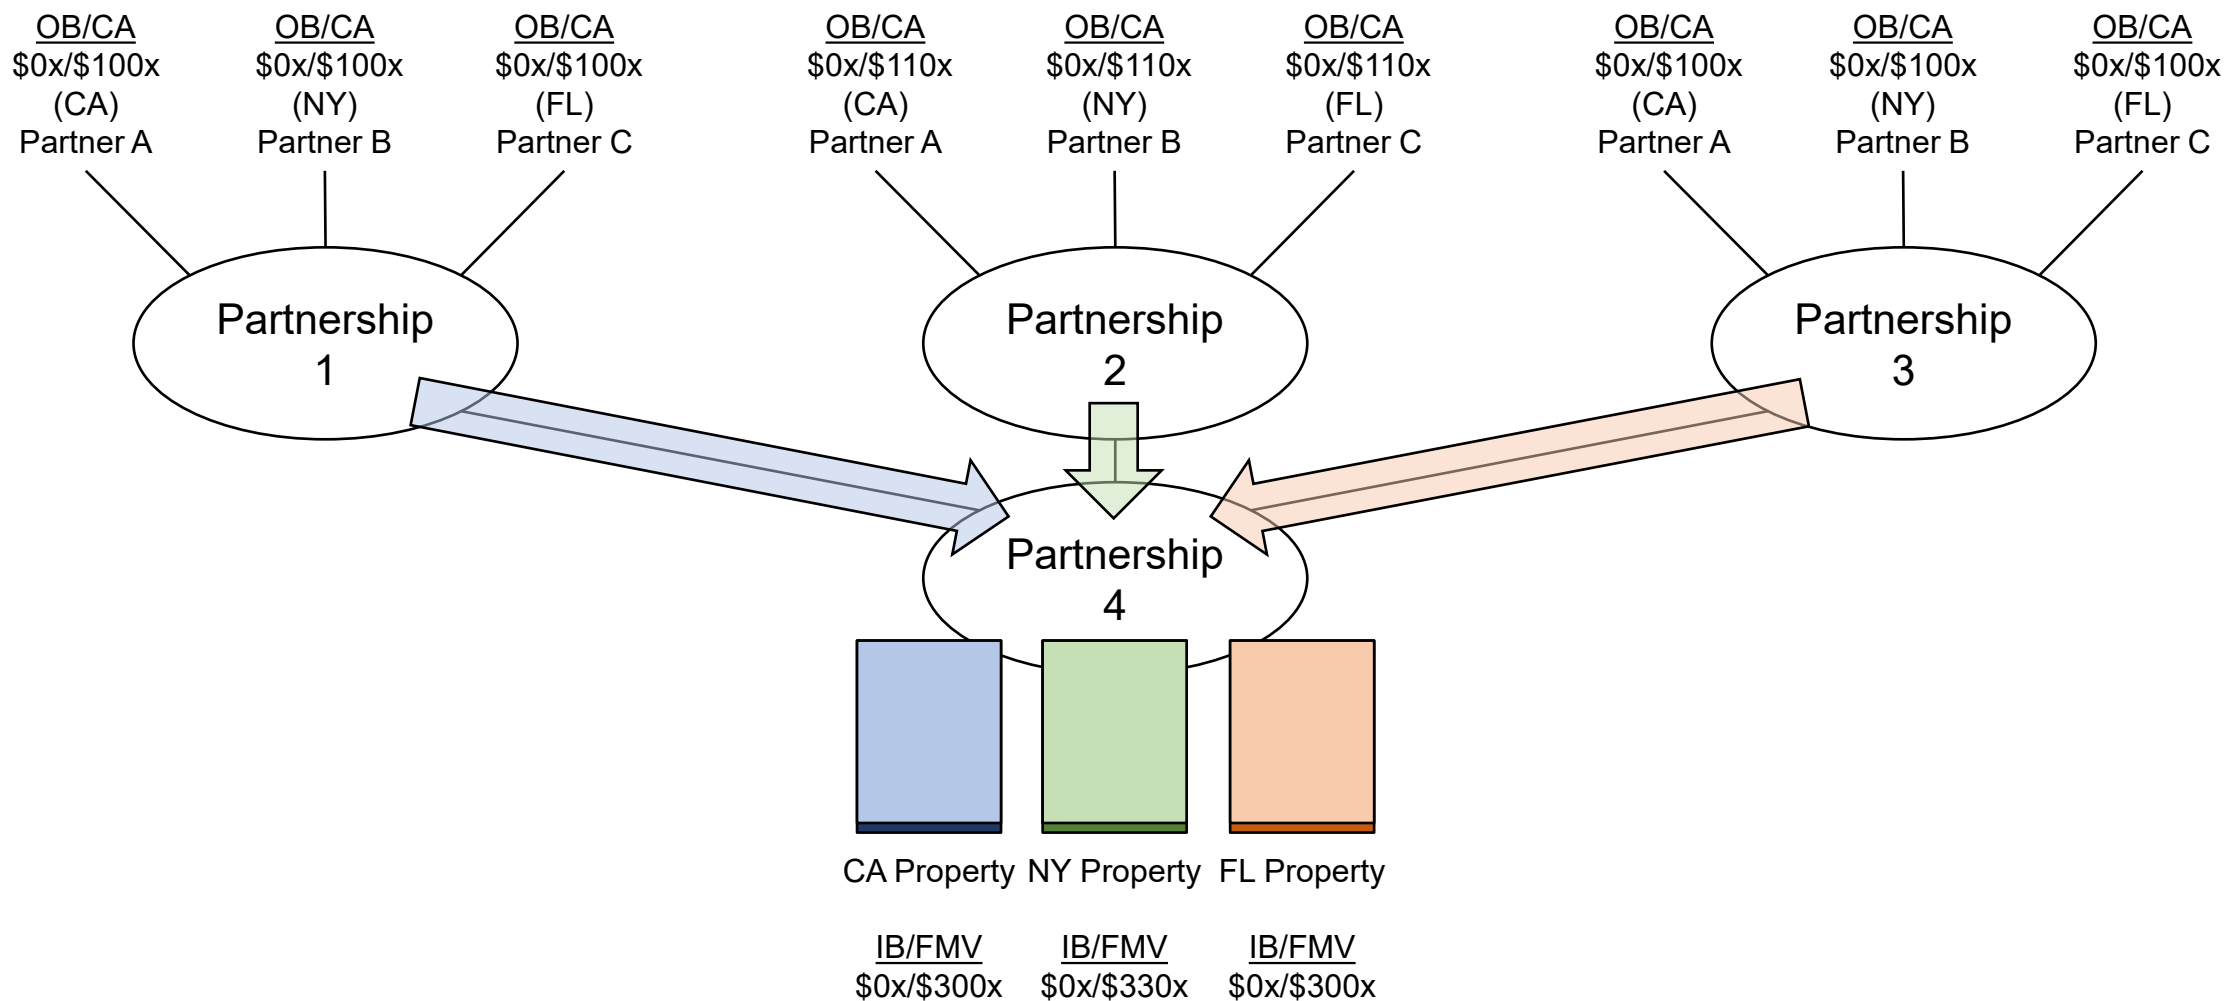 OB/CA OB/CA OB/CA OB/CA OB/CA OB/CA OB/CA OB/CA OB/CA
$0x/$100x $0x/$100x $0x/$100x $0x/$110x $0x/$110x $0x/$110x $0x/$100x $0x/$100x $0x/$100x
(CA) (NY) (FL) (CA) (NY) (FL) (CA) (NY) (FL)
Partner A Partner B Partner C Partner A Partner B Partner C Partner A Partner B Partner C
Partnership Partnership Partnership
1 2 3
Partnership
4
CA Property NY Property FL Property
IB/FMV IB/FMV IB/FMV
$0x/$300x $0x/$330x $0x/$300x